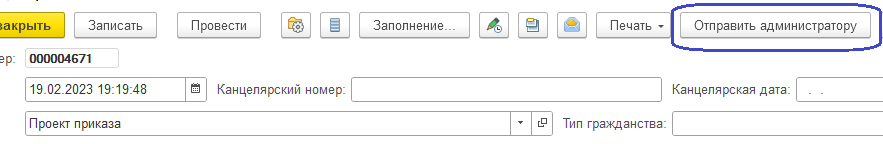 закрыть Записать Провести Заполнение... Печать Отправить администратору
ер: 000004671
19.02.2023 19:19:48 Канцелярский номер: Канцелярская дата: . .
Проект приказа Тип гражданства: